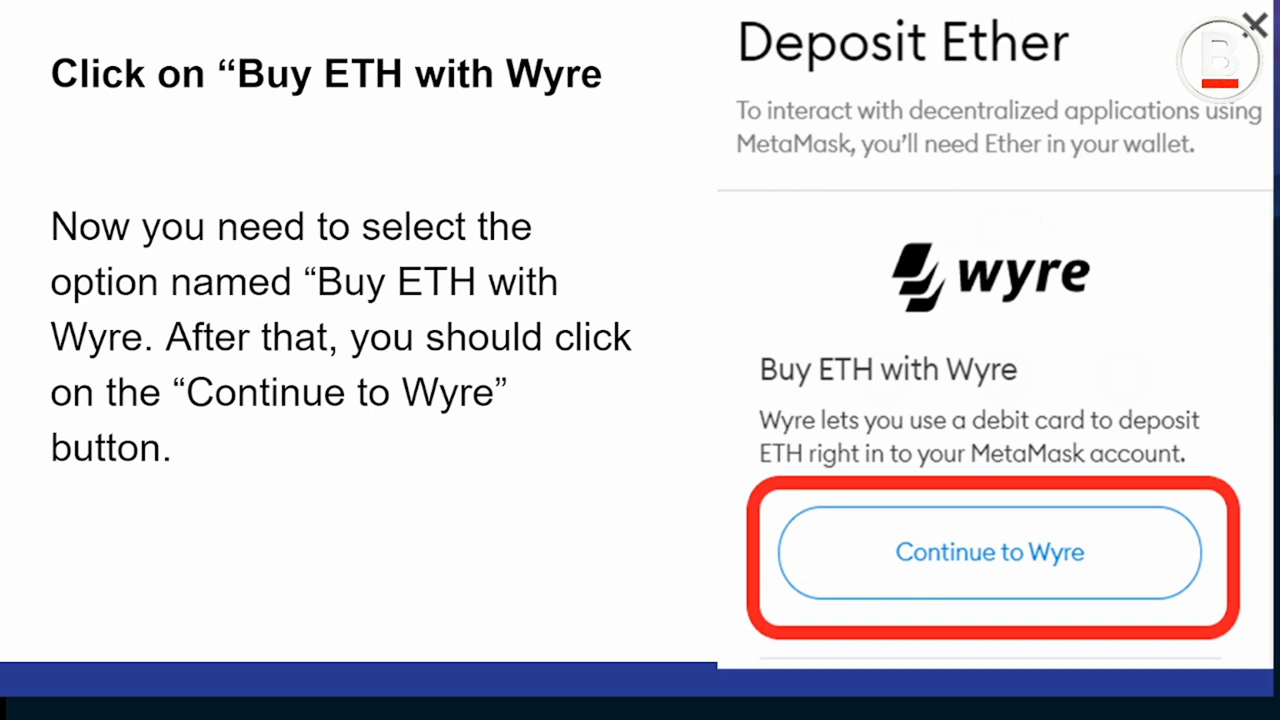 Click on “Buy ETH with Wyre
Now you need to select the
option named “Buy ETH with
Wyre. After that, you should click
on the “Continue to Wyre”
button.
Deposit Ether
B
To interact with decentralized applications using
MetaMask, you’ll need Ether in your wallet.
wyre
Buy ETH with Wyre
Wyre lets you use a debit card to deposit
ETH right in to your MetaMask account.
Continue to Wyre